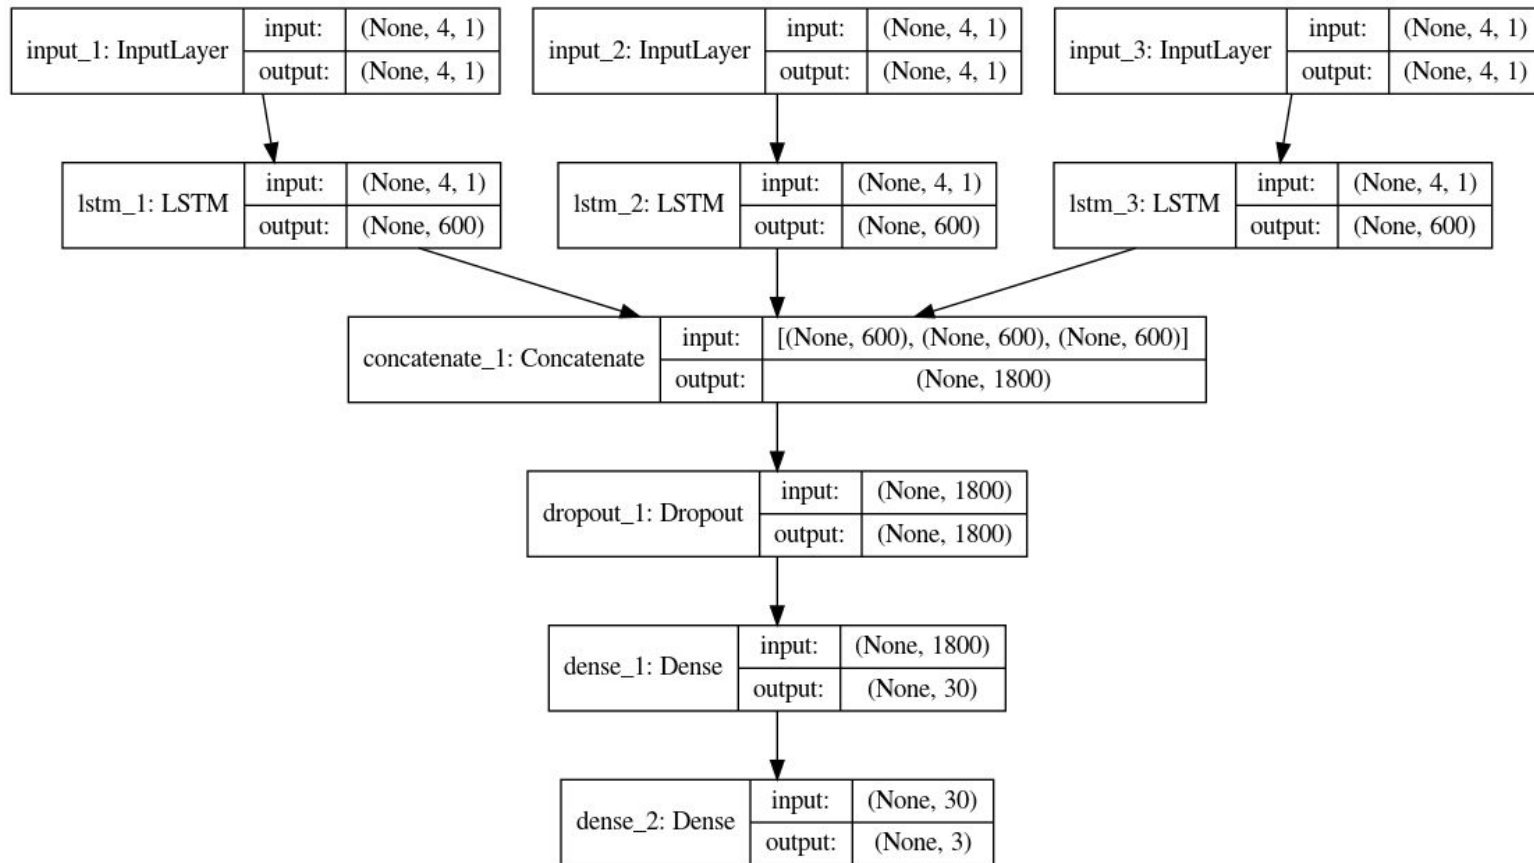 input_1: InputLayer
input: (None, 4, 1)
output: (None, 4, 1)
input_2: InputLayer
input: (None, 4, 1)
output: (None, 4, 1)
input_3: InputLayer
input: (None, 4, 1)
output: (None, 4, 1)
lstm_1: LSTM
input: (None, 4, 1)
output: (None, 600)
lstm_2: LSTM
input: (None, 4, 1)
output: (None, 600)
lstm_3: LSTM
input: (None, 4, 1)
output: (None, 600)
concatenate_1: Concatenate
input: [(None, 600), (None, 600), (None, 600)]
output: (None, 1800)
dropout_1: Dropout
input: (None, 1800)
output: (None, 1800)
dense_1: Dense
input: (None, 1800)
output: (None, 30)
dense_2: Dense
input: (None, 30)
output: (None, 3)